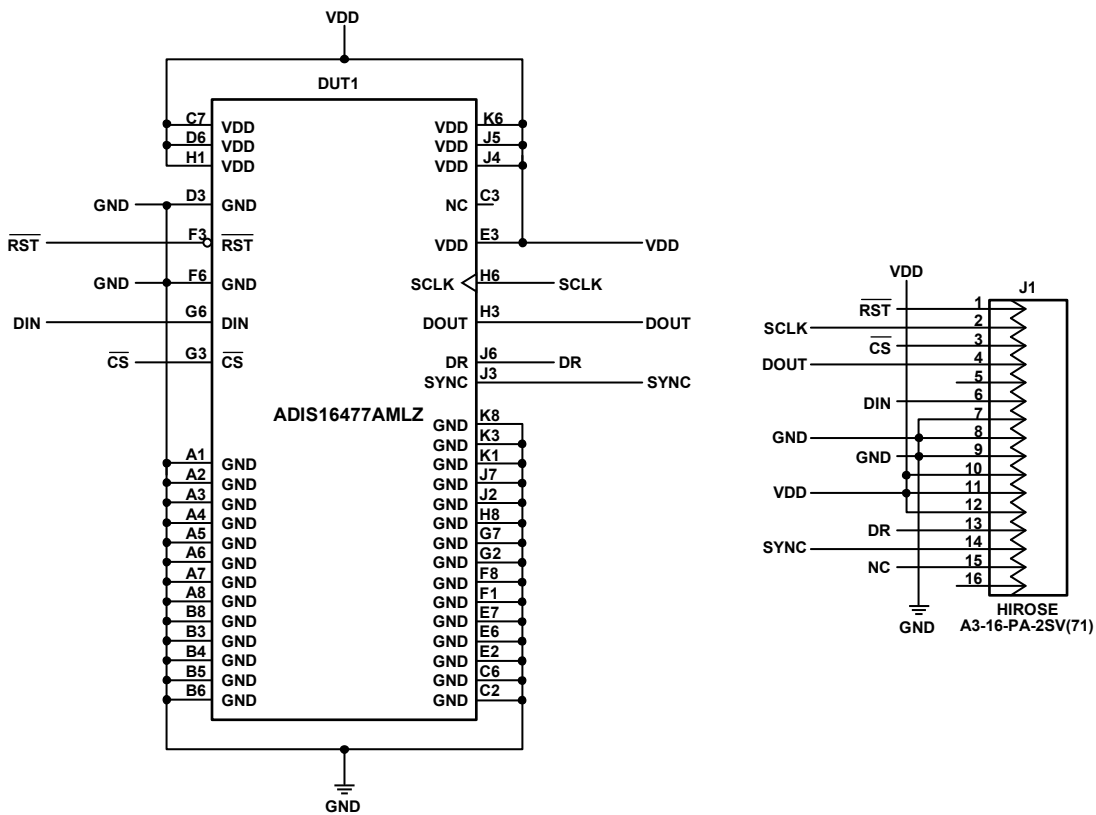 VDD
DUT1
C7 VDD
D6 VDD
H1 VDD
GND D3 GND
R̅S̅T̅ F3 R̅S̅T̅
GND F6 GND
DIN G6 DIN
C̅S̅ G3 C̅S̅
VDD K6
VDD J5
VDD J4
NC C3
VDD E3 VDD
SCLK H6 SCLK
DOUT H3 DOUT
DR J6 DR
SYNC J3 SYNC
ADIS16477AMLZ
A1 GND
A2 GND
A3 GND
A4 GND
A5 GND
A6 GND
A7 GND
A8 GND
B8 GND
B3 GND
B4 GND
B5 GND
B6 GND
GND K8
GND K3
GND K1
GND J7
GND J2
GND H8
GND G7
GND G2
GND F8
GND F1
GND E7
GND E6
GND E2
GND C6
GND C2
GND
VDD
J1
R̅S̅T̅ 1
SCLK 2
C̅S̅ 3
DOUT 4
5
DIN 6
7
GND 8
GND 9
10
VDD 11
12
DR 13
SYNC 14
NC 15
16
GND
HIROSE
A3-16-PA-2SV(71)